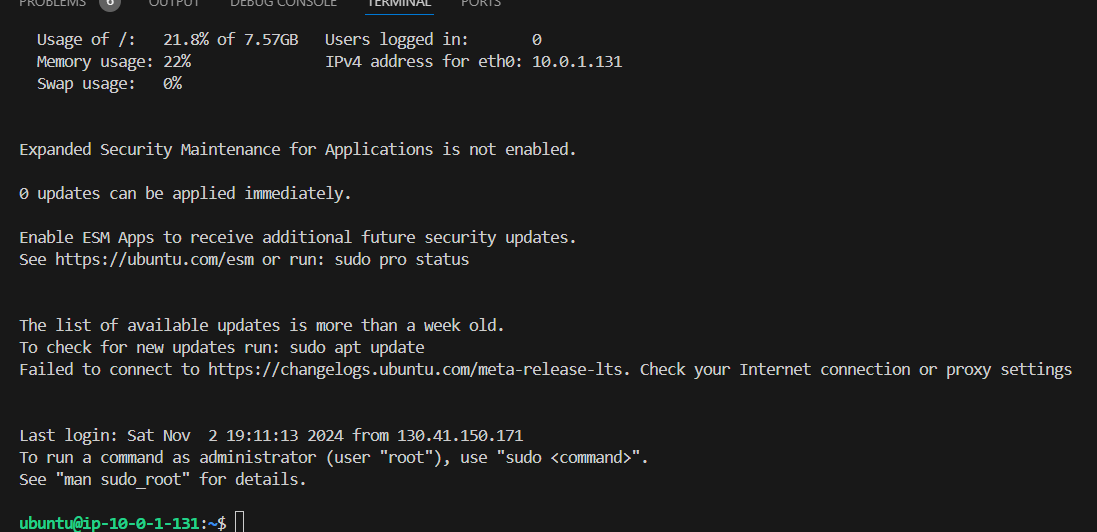 PROBLEMS 6 OUTPUT DEBUG CONSOLE TERMINAL PORTS
Usage of /: 21.8% of 7.57GB Users logged in: 0
Memory usage: 22% IPv4 address for eth0: 10.0.1.131
Swap usage: 0%
Expanded Security Maintenance for Applications is not enabled.
0 updates can be applied immediately.
Enable ESM Apps to receive additional future security updates.
See https://ubuntu.com/esm or run: sudo pro status
The list of available updates is more than a week old.
To check for new updates run: sudo apt update
Failed to connect to https://changelogs.ubuntu.com/meta-release-lts. Check your Internet connection or proxy settings
Last login: Sat Nov  2 19:11:13 2024 from 130.41.150.171
To run a command as administrator (user "root"), use "sudo <command>".
See "man sudo_root" for details.
ubuntu@ip-10-0-1-131:~$